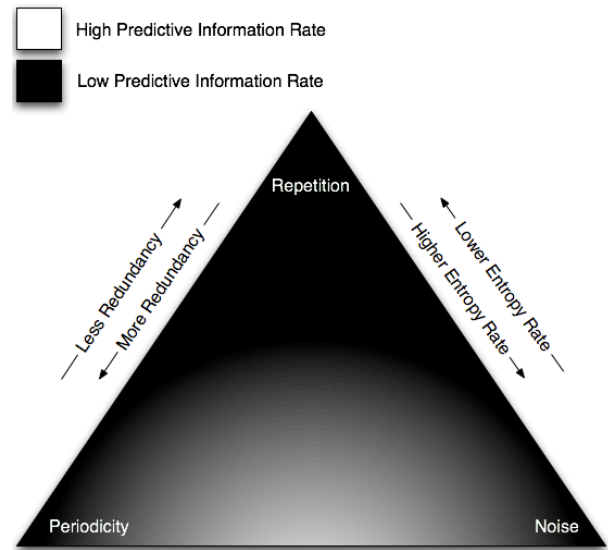 High Predictive Information Rate
Low Predictive Information Rate
Repetition
Less Redundancy
More Redundancy
Lower Entropy Rate
Higher Entropy Rate
Periodicity
Noise